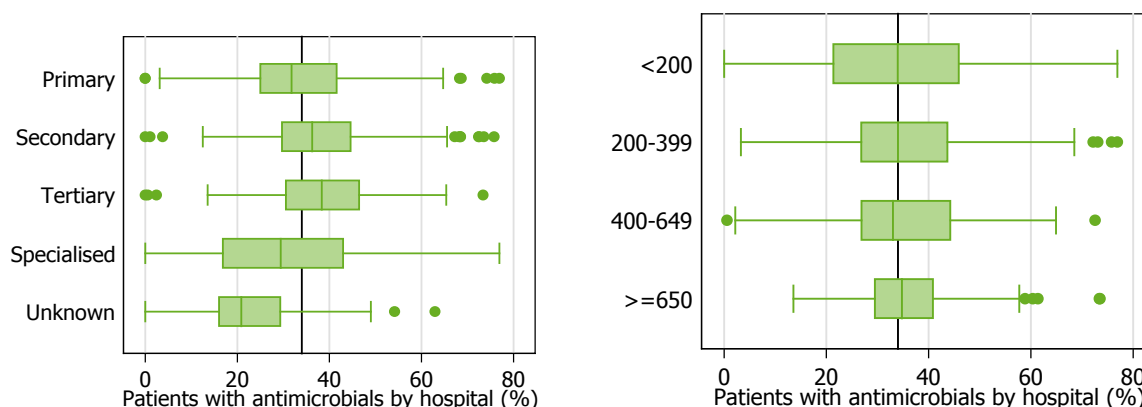 Primary
Secondary
Tertiary
Specialised
Unknown
0 20 40 60 80
Patients with antimicrobials by hospital (%)
<200
200-399
400-649
>=650
0 20 40 60 80
Patients with antimicrobials by hospital (%)